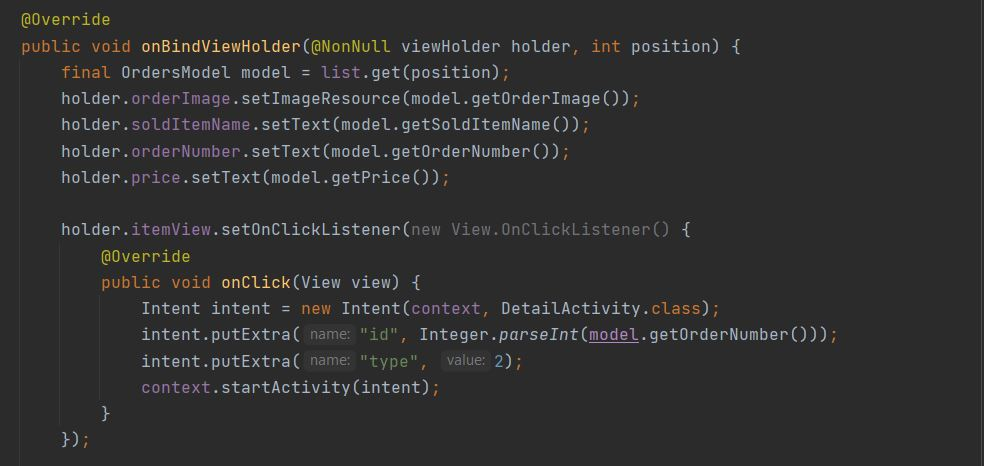 @Override
public void onBindViewHolder(@NonNull viewHolder holder, int position) {
    final OrdersModel model = list.get(position);
    holder.orderImage.setImageResource(model.getOrderImage());
    holder.soldItemName.setText(model.getSoldItemName());
    holder.orderNumber.setText(model.getOrderNumber());
    holder.price.setText(model.getPrice());

    holder.itemView.setOnClickListener(new View.OnClickListener() {
        @Override
        public void onClick(View view) {
            Intent intent = new Intent(context, DetailActivity.class);
            intent.putExtra( name: "id", Integer.parseInt(model.getOrderNumber()));
            intent.putExtra( name: "type", value: 2);
            context.startActivity(intent);
        }
    });